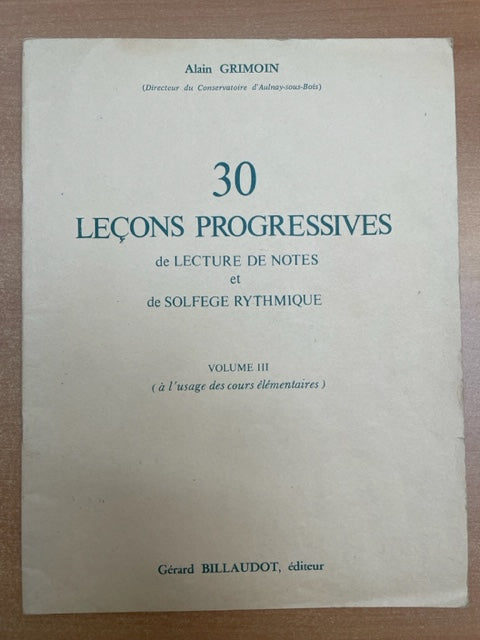 Alain GRIMOIN
(Directeur du Conservatoire d'Aulnay-sous-Bois)
30
LEÇONS PROGRESSIVES
de LECTURE DE NOTES
et
de SOLFEGE RYTHMIQUE
VOLUME III
(à l'usage des cours élémentaires)
Gérard BILLAUDOT, éditeur